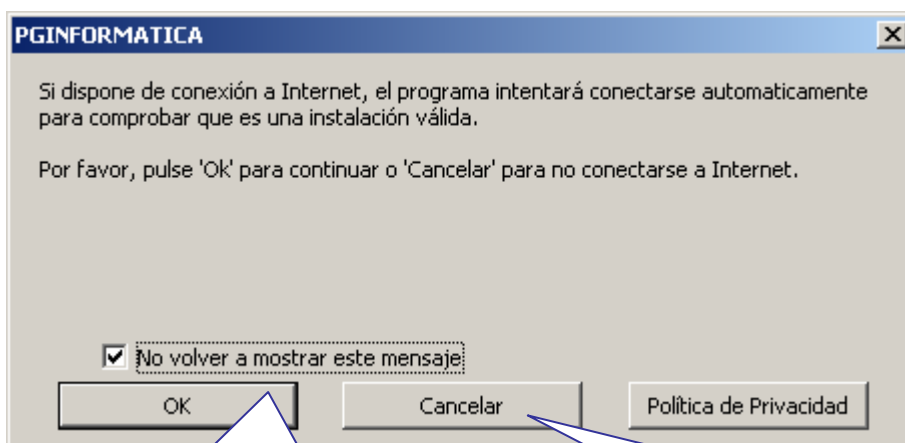 PGINFORMATICA
Si dispone de conexión a Internet, el programa intentará conectarse automaticamente
para comprobar que es una instalación válida.
Por favor, pulse 'Ok' para continuar o 'Cancelar' para no conectarse a Internet.
No volver a mostrar este mensaje
OK Cancelar Política de Privacidad